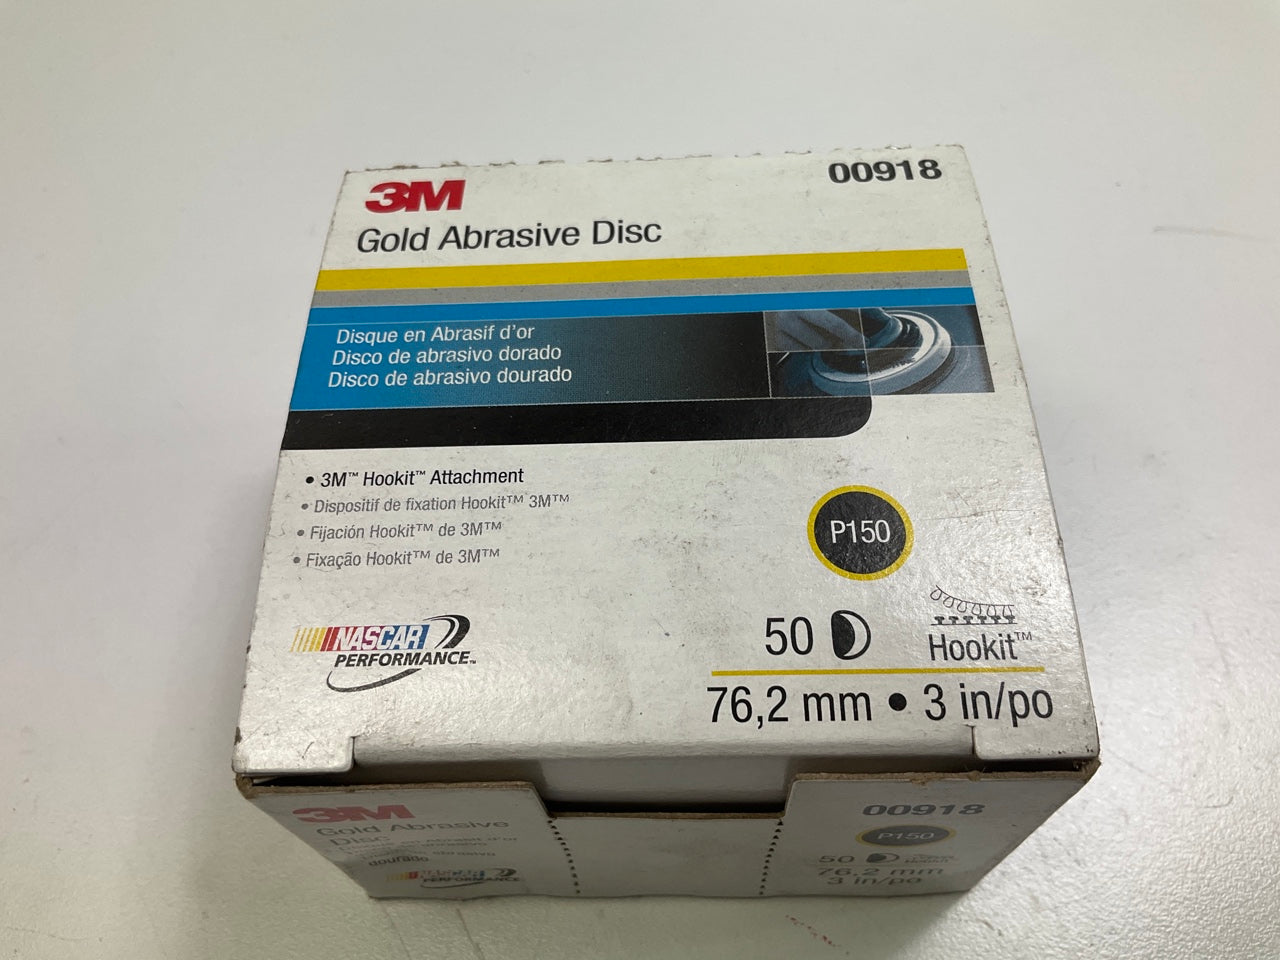 3M
00918
Gold Abrasive Disc
Disque en Abrasif d'or
Disco de abrasivo dorado
Disco de abrasivo dourado
• 3M™ Hookit™ Attachment
• Dispositif de fixation Hookit™ 3M™
• Fijación Hookit™ de 3M™
• Fixação Hookit™ de 3M™
P150
NASCAR
PERFORMANCE™
50
Hookit™
76,2 mm • 3 in/po
3M
Gold Abrasive
Disc
dourado
NASCAR
PERFORMANCE
00918
P150
50
76,2 mm
3 in/po